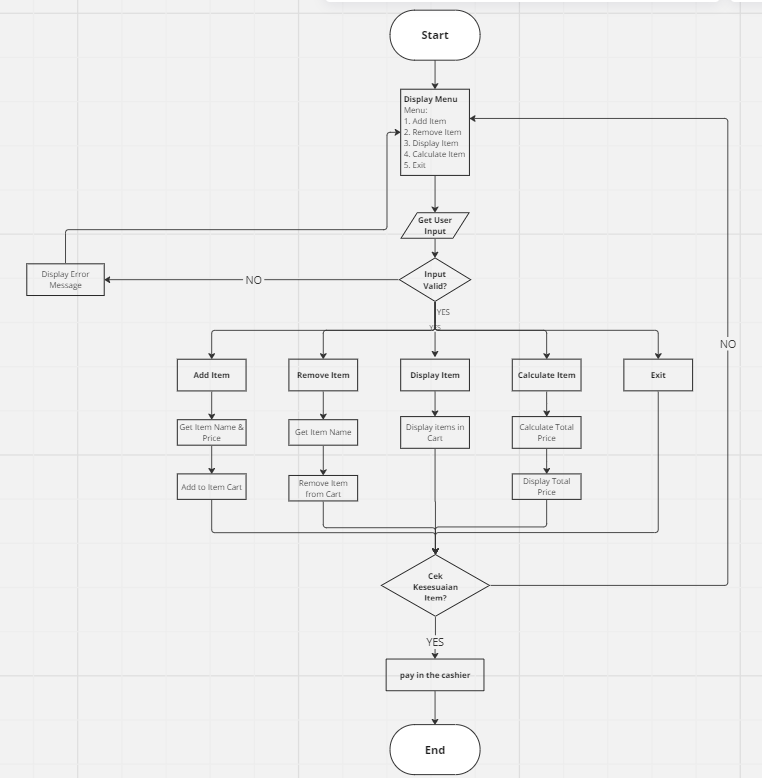 Start
Display Menu
Menu:
1. Add Item
2. Remove Item
3. Display Item
4. Calculate Item
5. Exit
Get User
Input
Input
Valid?
NO
Display Error
Message
YES
YES
Add Item
Remove Item
Display Item
Calculate Item
Exit
NO
Get Item Name &
Price
Get Item Name
Display items in
Cart
Calculate Total
Price
Add to Item Cart
Remove Item
from Cart
Display Total
Price
Cek
Kesesuaian
Item?
YES
pay in the cashier
End